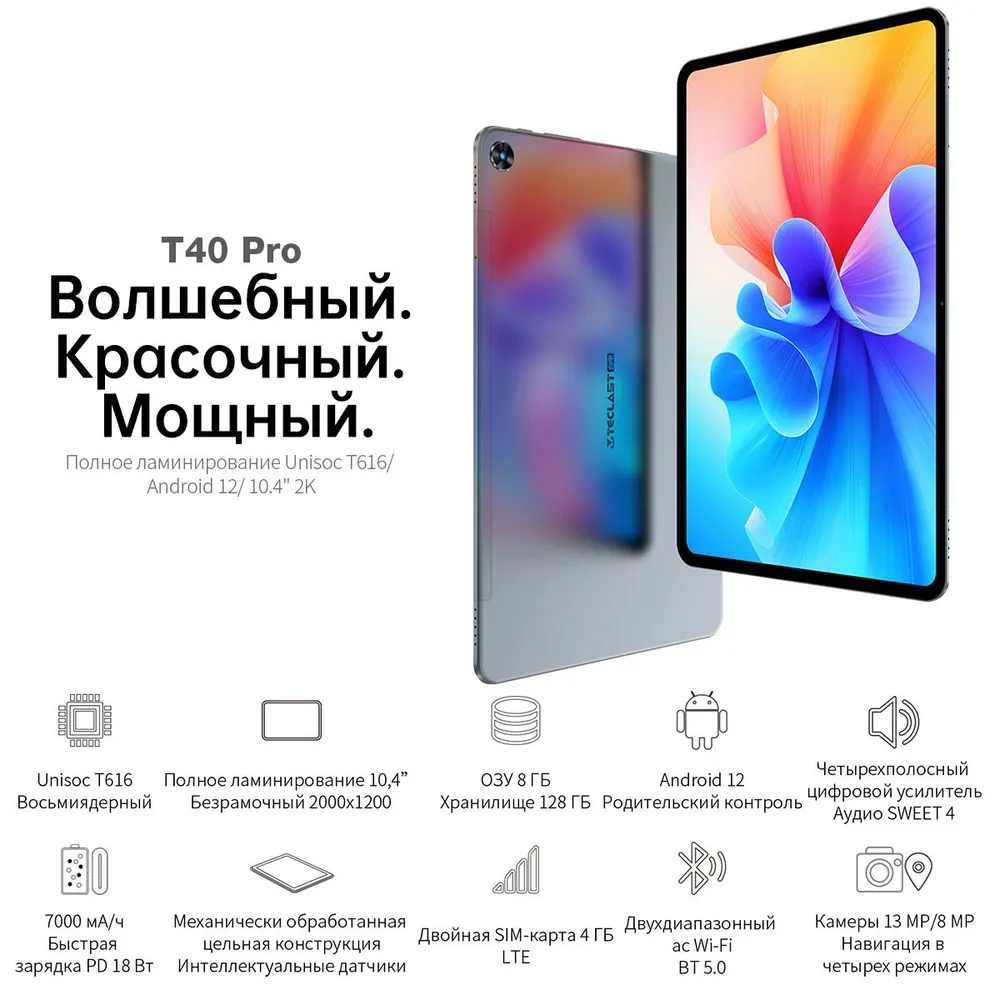 T40 Pro
Волшебный.
Красочный.
Мощный.
Полное ламинирование Unisoc T616/
Android 12/ 10.4" 2K
TECLAST
Unisoc T616
Восьмиядерный
Полное ламинирование 10,4”
Безрамочный 2000x1200
ОЗУ 8 ГБ
Хранилище 128 ГБ
Android 12
Родительский контроль
Четырехполосный
цифровой усилитель
Аудио SWEET 4
7000 мА/ч
Быстрая
зарядка PD 18 Вт
Механически обработанная
цельная конструкция
Интеллектуальные датчики
Двойная SIM-карта 4 ГБ
LTE
Двухдиапазонный
ac Wi-Fi
BT 5.0
Камеры 13 MP/8 MP
Навигация в
четырех режимах